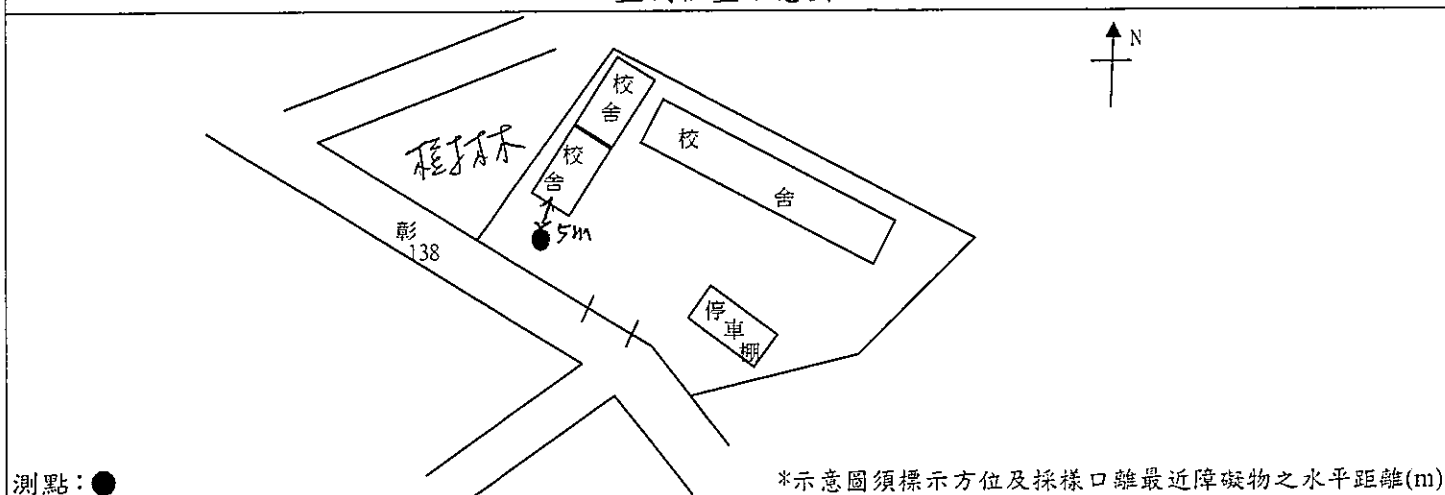 N
校
舍
校
舍
校
舍
樹林
5m
彰
138
停
車
棚
測點：●
*示意圖須標示方位及採樣口離最近障礙物之水平距離(m)